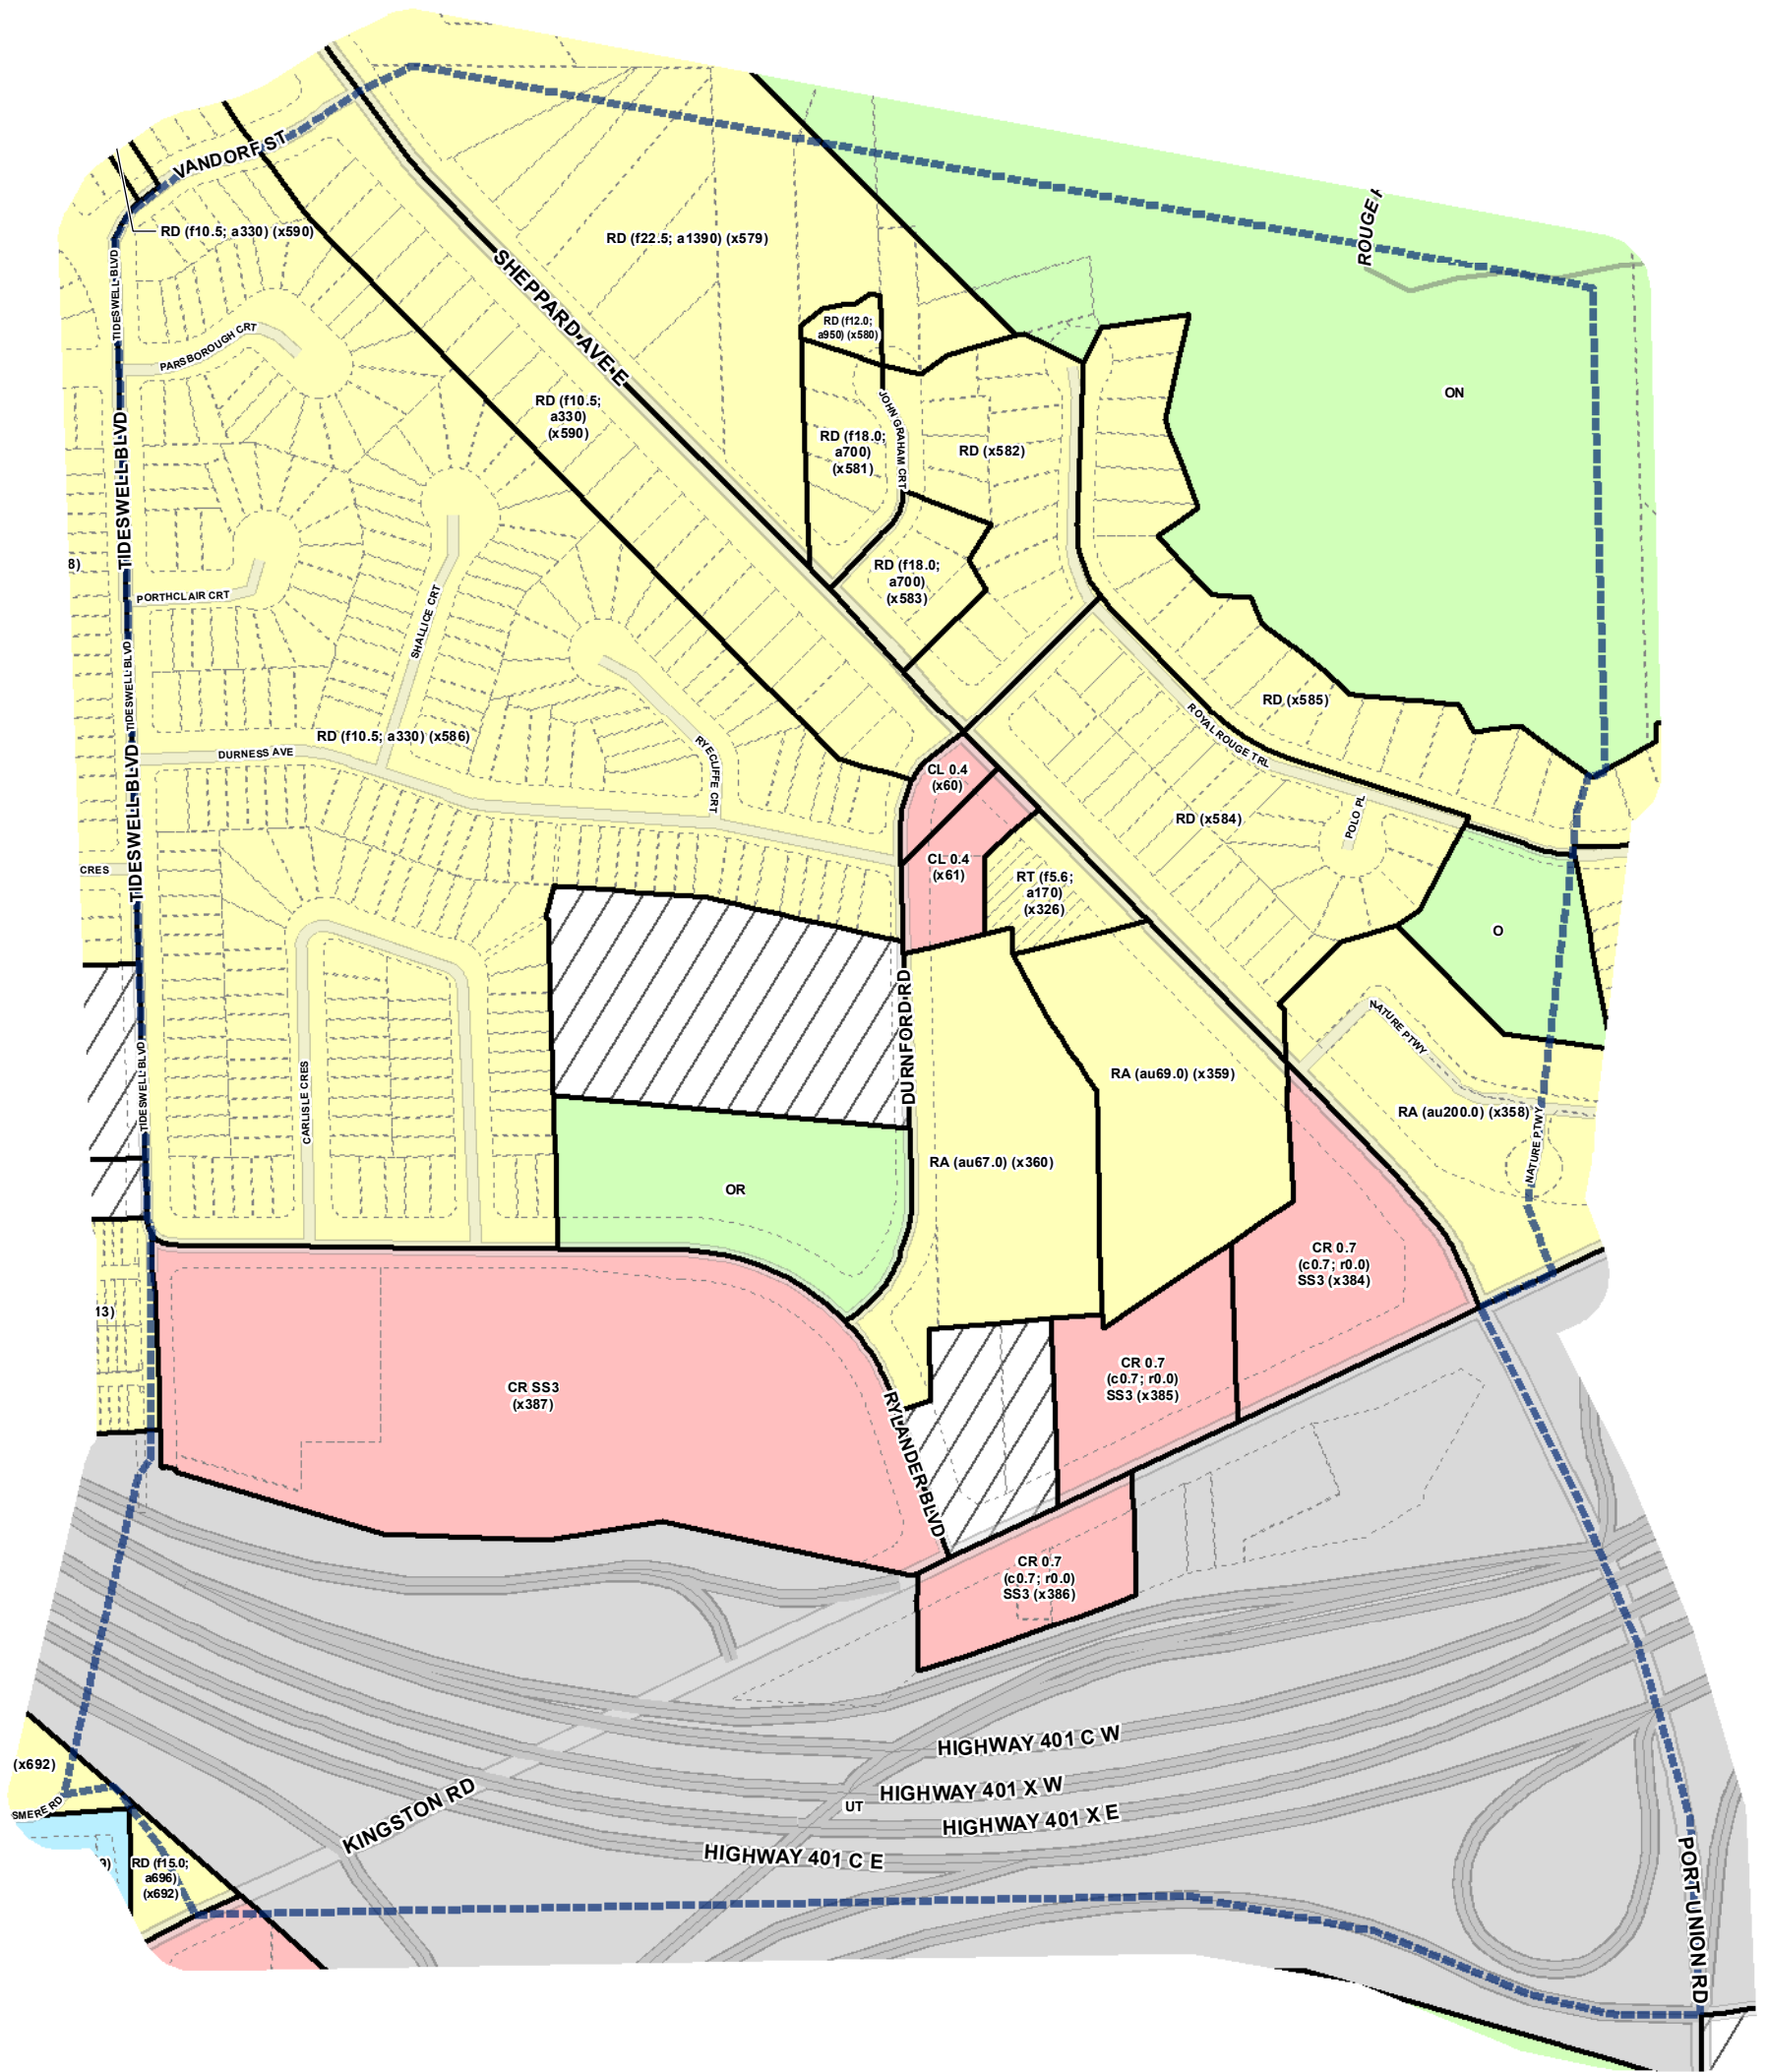 VANDORF ST
RD (f10.5; a330) (x590)
RD (f22.5; a1390) (x579)
SHEPPARD AVE E
TIDESWELL BLVD
PARSBOROUGH CRT
RD (f12.0;
a950) (x580)
ON
JOHN GRAHAM CRT
RD (f10.5;
a330)
(x590)
TIDESWELL BLVD
RD (f18.0;
a700)
(x581)
RD (x582)
8)
PORTHCLAIR CRT
SHALLICE CRT
RD (f18.0;
a700)
(x583)
TIDESWELL BLVD
RD (x585)
ROYAL ROUGE TRL
RD (f10.5; a330) (x586)
DURNESS AVE
RYECLIFFE CRT
CL 0.4
(x60)
TIDESWELL BLVD
RD (x584)
POLO PL
CRES
CL 0.4
(x61)
RT (f5.6;
a170)
(x326)
O
DURNFORD RD
NATURE PTWY
TIDESWELL BLVD
CARLISLE CRES
RA (au69.0) (x359)
RA (au200.0) (x358)
NATURE PTWY
RA (au67.0) (x360)
OR
CR 0.7
(c0.7; r0.0)
SS3 (x384)
13)
CR SS3
(x387)
CR 0.7
(c0.7; r0.0)
SS3 (x385)
RYLANDER BLVD
CR 0.7
(c0.7; r0.0)
SS3 (x386)
HIGHWAY 401 C W
(x692)
HIGHWAY 401 X W
UT
SMERE RD
KINGSTON RD
HIGHWAY 401 X E
HIGHWAY 401 C E
RD (f15.0;
a696)
(x692)
PORT UNION RD